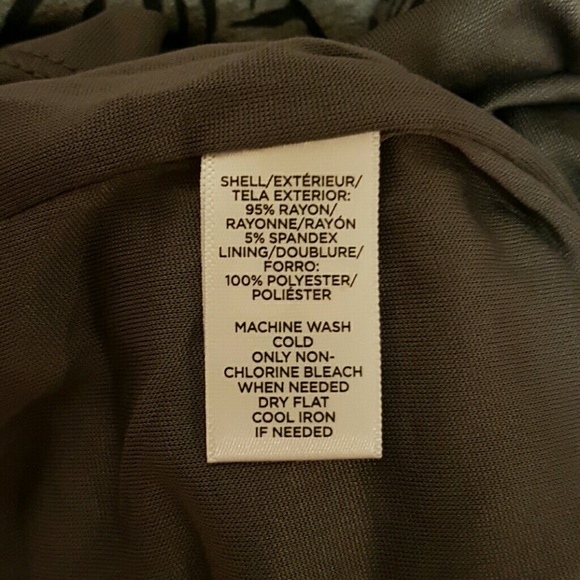 SHELL/EXTÉRIEUR/
TELA EXTERIOR:
95% RAYON/
RAYONNE/RAYÓN
5% SPANDEX
LINING/DOUBLURE/
FORRO:
100% POLYESTER/
POLIÉSTER
MACHINE WASH
COLD
ONLY NON-
CHLORINE BLEACH
WHEN NEEDED
DRY FLAT
COOL IRON
IF NEEDED